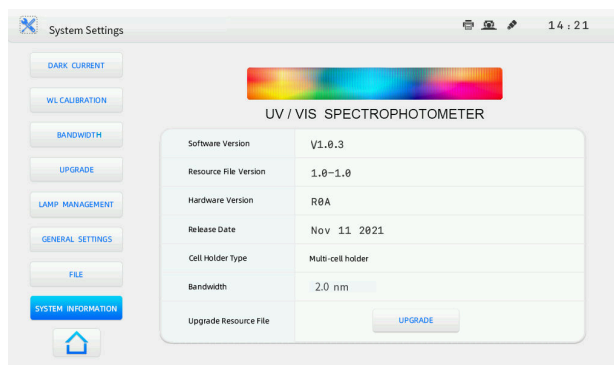 System Settings
14:21
DARK CURRENT
WL CALIBRATION
BANDWIDTH
UPGRADE
LAMP MANAGEMENT
GENERAL SETTINGS
FILE
SYSTEM INFORMATION
UV / VIS SPECTROPHOTOMETER
Software Version V1.0.3
Resource File Version 1.0-1.0
Hardware Version R0A
Release Date Nov 11 2021
Cell Holder Type Multi-cell holder
Bandwidth 2.0 nm
Upgrade Resource File UPGRADE